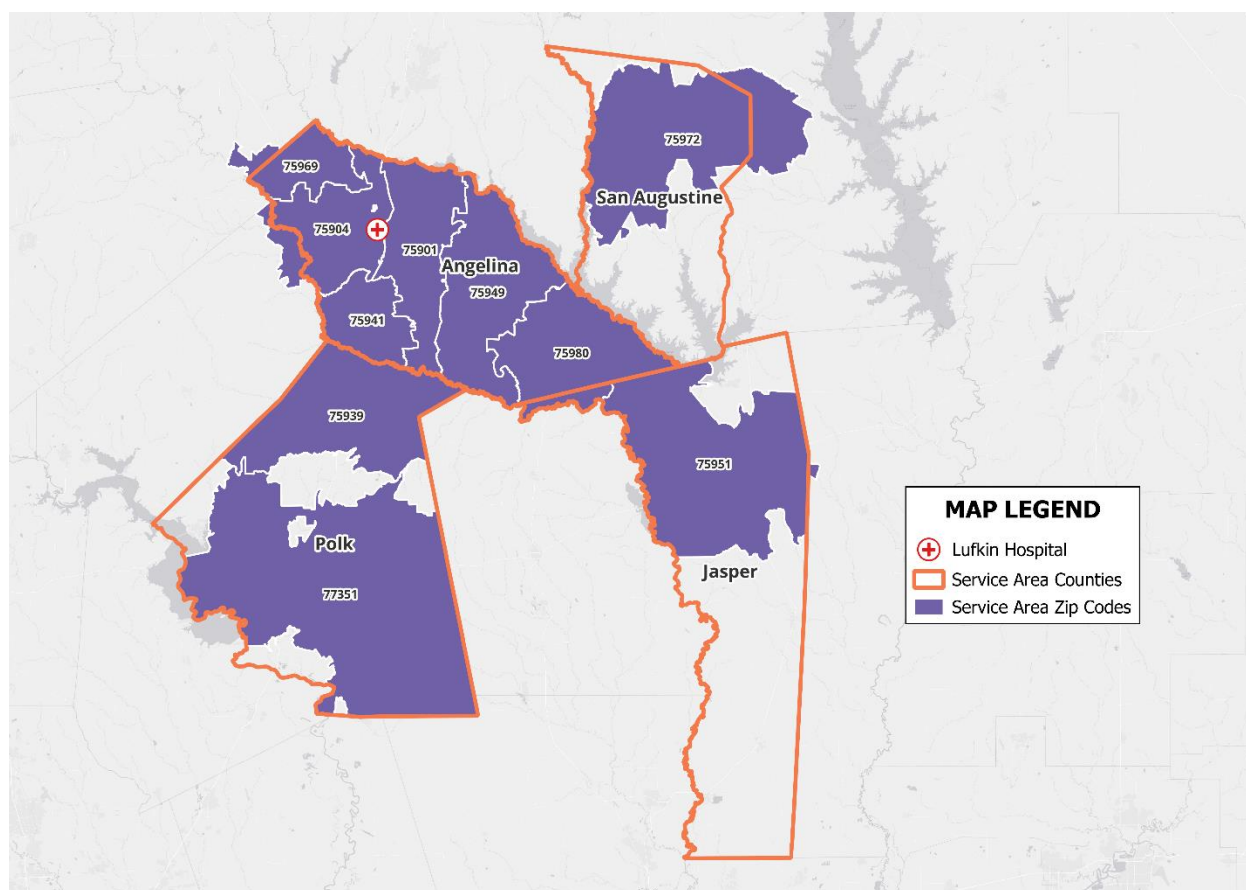 75972
75969
San Augustine
75904
75901
Angelina
75949
75941
75980
75939
75951
MAP LEGEND
Lufkin Hospital
Service Area Counties
Service Area Zip Codes
Polk
Jasper
77351